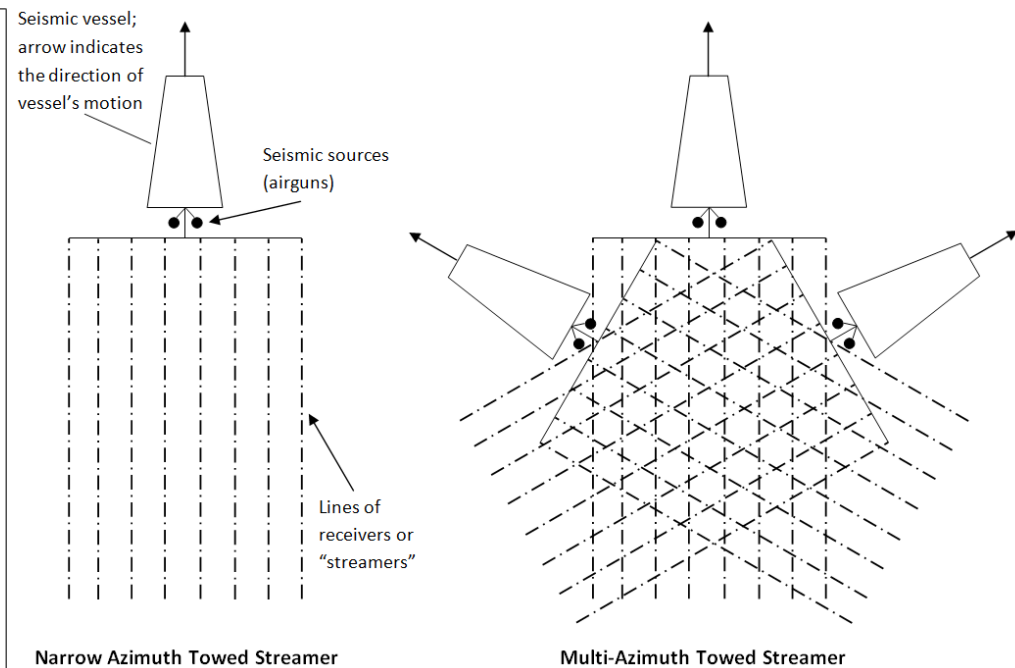 Seismic vessel;
arrow indicates
the direction of
vessel’s motion
Seismic sources
(airguns)
Lines of
receivers or
“streamers”
Narrow Azimuth Towed Streamer
Multi-Azimuth Towed Streamer